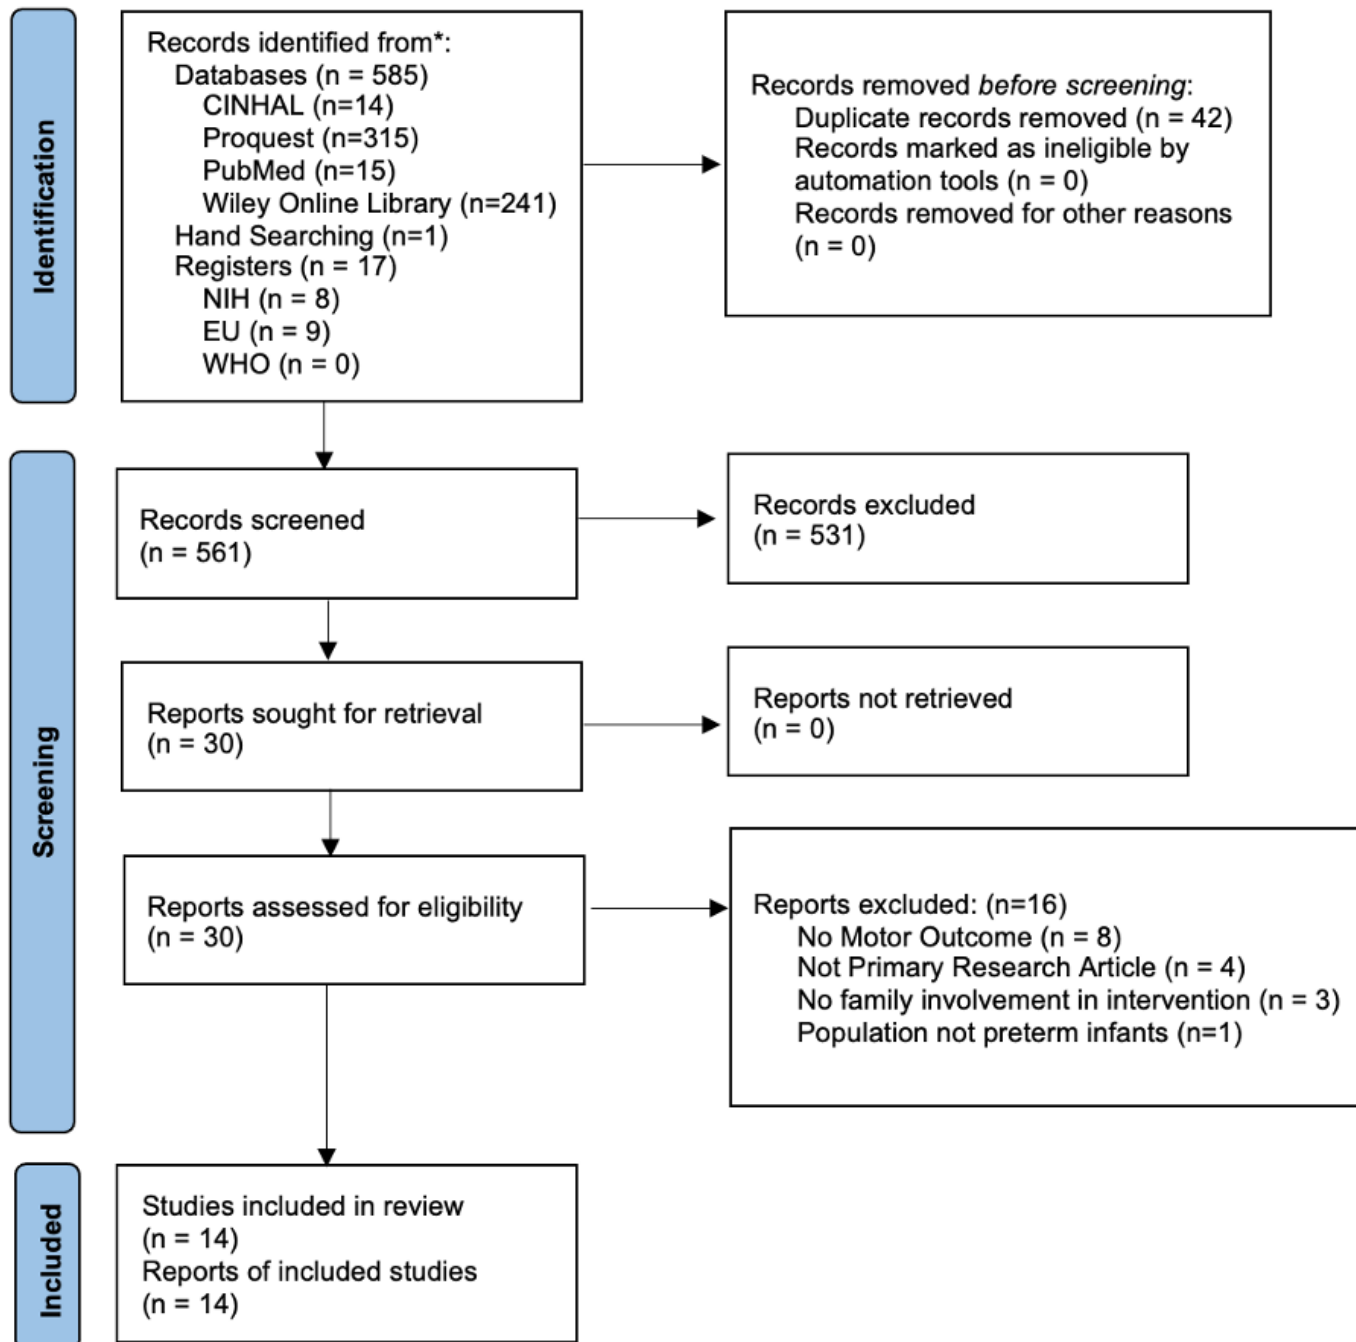 Identification
Records identified from*:
Databases (n = 585)
CINHAL (n=14)
Proquest (n=315)
PubMed (n=15)
Wiley Online Library (n=241)
Hand Searching (n=1)
Registers (n = 17)
NIH (n = 8)
EU (n = 9)
WHO (n = 0)
Records removed before screening:
Duplicate records removed (n = 42)
Records marked as ineligible by
automation tools (n = 0)
Records removed for other reasons
(n = 0)
Screening
Records screened
(n = 561)
Records excluded
(n = 531)
Reports sought for retrieval
(n = 30)
Reports not retrieved
(n = 0)
Reports assessed for eligibility
(n = 30)
Reports excluded: (n=16)
No Motor Outcome (n = 8)
Not Primary Research Article (n = 4)
No family involvement in intervention (n = 3)
Population not preterm infants (n=1)
Included
Studies included in review
(n = 14)
Reports of included studies
(n = 14)